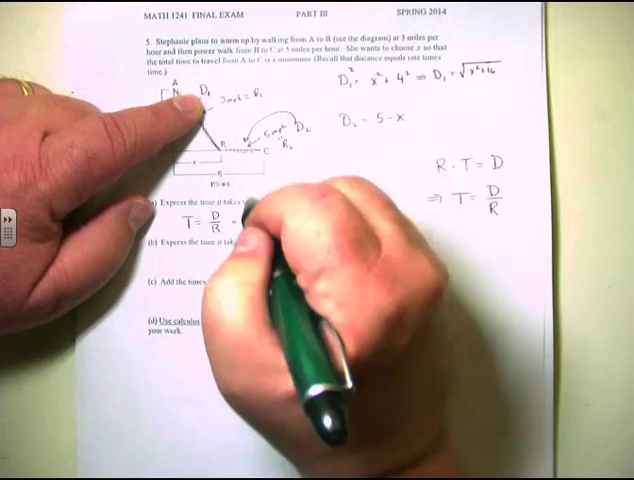 MATH 1241 FINAL EXAM PART III SPRING 2014
5. Stephanie plans to warm up by walking from A to B (see the diagram) at 3 miles per
hour and then power walk from B to C at 5 miles per hour. She wants to choose x so that
the total time to travel from A to C is a minimum. (Recall that distance equals rate times
time.)
D₁² = x² + 4² ⇒ D₁ = √x²+16
A
D₁
3mph = R₁
D₂ = 5 - x
5mph D₂
= R₂
B
C
x
5
miles
R · T = D
⇒ T = D/R
(a) Express the time it takes
T = D/R =
(b) Express the time it
(c) Add the times
(d) Use calculus
your work.